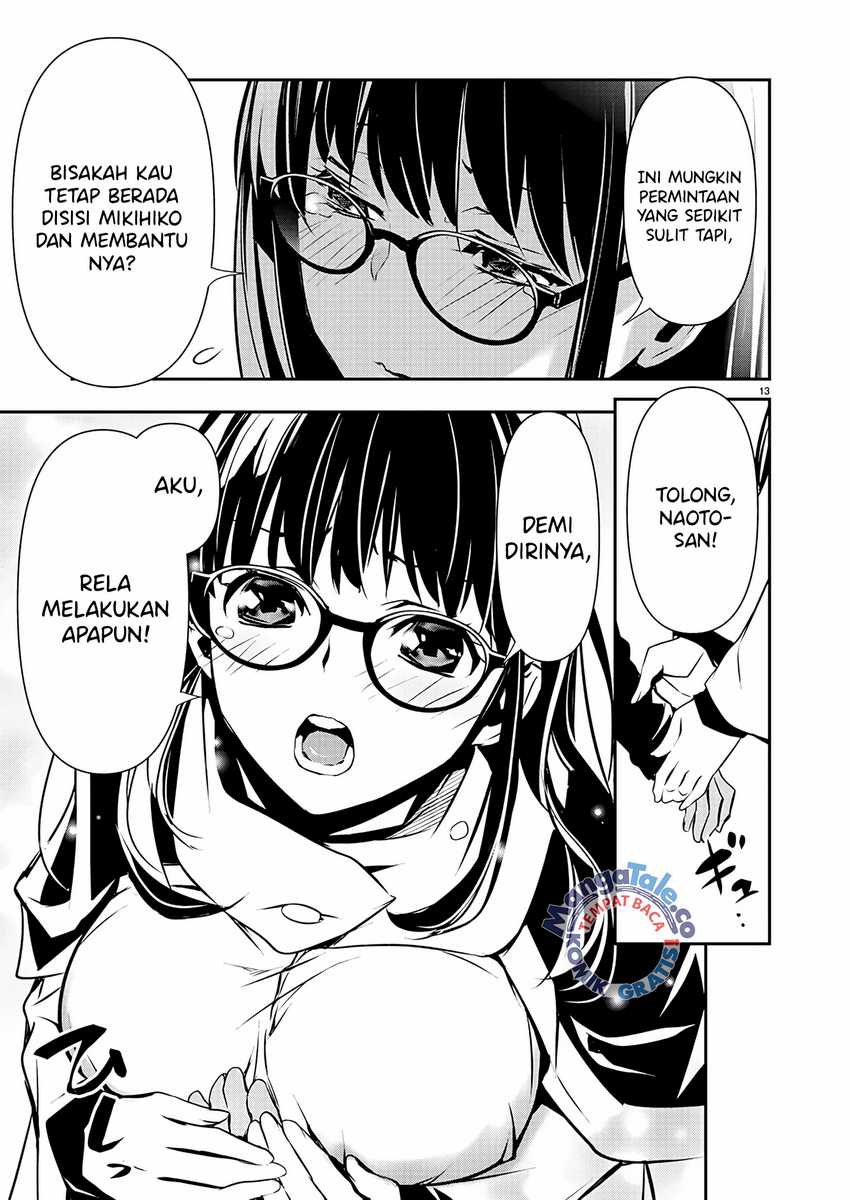 INI MUNGKIN
PERMINTAAN
YANG SEDIKIT
SULIT TAPI,
BISAKAH KAU
TETAP BERADA
DISISI MIKIHIKO
DAN MEMBANTU
NYA?
13
TOLONG,
NAOTO-
SAN!
ギュ...
DEMI
DIRINYA,
AKU,
RELA
MELAKUKAN
APAPUN!
MangaTale.co
TEMPAT BACA
KOMIK GRATIS!